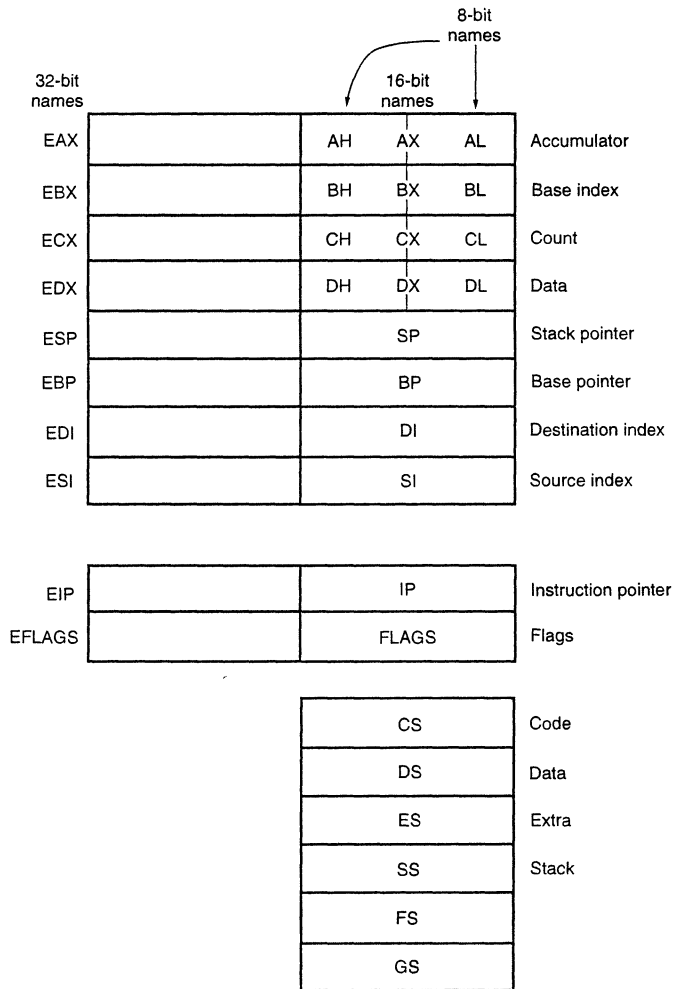 8-bit
names
32-bit
names
16-bit
names
EAX AH AX AL Accumulator
EBX BH BX BL Base index
ECX CH CX CL Count
EDX DH DX DL Data
ESP SP Stack pointer
EBP BP Base pointer
EDI DI Destination index
ESI SI Source index
EIP IP Instruction pointer
EFLAGS FLAGS Flags
CS Code
DS Data
ES Extra
SS Stack
FS
GS